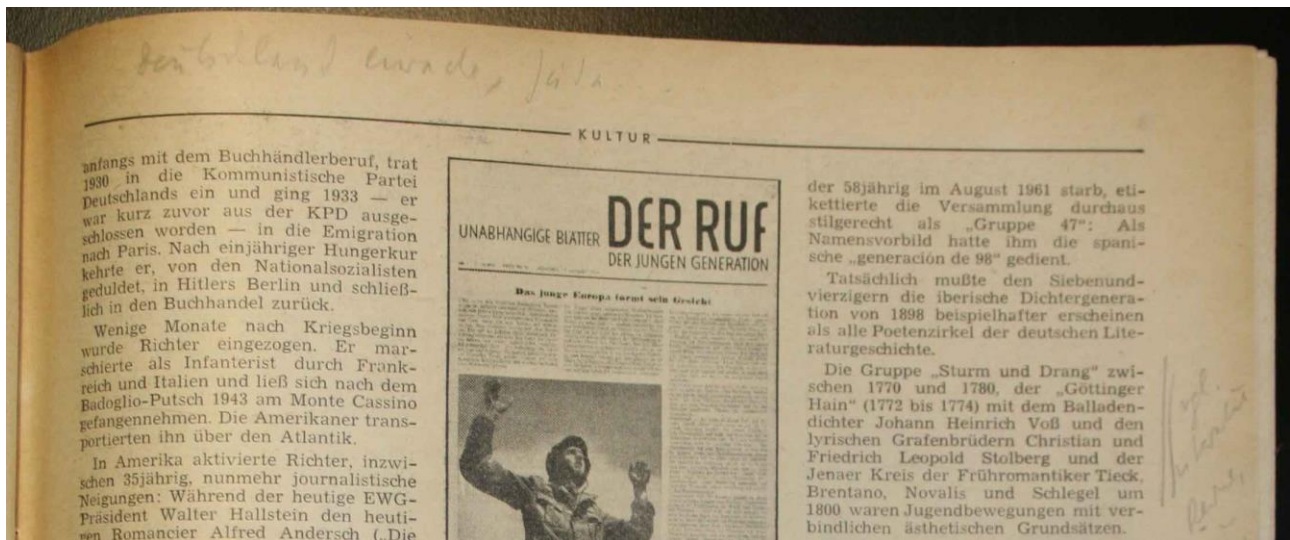 Deutschland erwache, Juda...
KULTUR
anfangs mit dem Buchhändlerberuf, trat
1930 in die Kommunistische Partei
Deutschlands ein und ging 1933 — er
war kurz zuvor aus der KPD ausge-
schlossen worden — in die Emigration
nach Paris. Nach einjähriger Hungerkur
kehrte er, von den Nationalsozialisten
geduldet, in Hitlers Berlin und schließ-
lich in den Buchhandel zurück.
Wenige Monate nach Kriegsbeginn
wurde Richter eingezogen. Er mar-
schierte als Infanterist durch Frank-
reich und Italien und ließ sich nach dem
Badoglio-Putsch 1943 am Monte Cassino
gefangennehmen. Die Amerikaner trans-
portierten ihn über den Atlantik.
In Amerika aktivierte Richter, inzwi-
schen 35jährig, nunmehr journalistische
Neigungen: Während der heutige EWG-
Präsident Walter Hallstein den heuti-
gen Romancier Alfred Andersch („Die
UNABHÄNGIGE BLÄTTER DER RUF
DER JUNGEN GENERATION
Das junge Europa formt sein Gesicht
der 58jährig im August 1961 starb, eti-
kettierte die Versammlung durchaus
stilgerecht als „Gruppe 47“: Als
Namensvorbild hatte ihm die spani-
sche „generación de 98“ gedient.
Tatsächlich mußte den Siebenund-
vierzigern die iberische Dichtergenera-
tion von 1898 beispielhafter erscheinen
als alle Poetenzirkel der deutschen Lite-
raturgeschichte.
Die Gruppe „Sturm und Drang“ zwi-
schen 1770 und 1780, der „Göttinger
Hain“ (1772 bis 1774) mit dem Balladen-
dichter Johann Heinrich Voß und den
lyrischen Grafenbrüdern Christian und
Friedrich Leopold Stolberg und der
Jenaer Kreis der Frühromantiker Tieck,
Brentano, Novalis und Schlegel um
1800 waren Jugendbewegungen mit ver-
bindlichen ästhetischen Grundsätzen.
vgl.